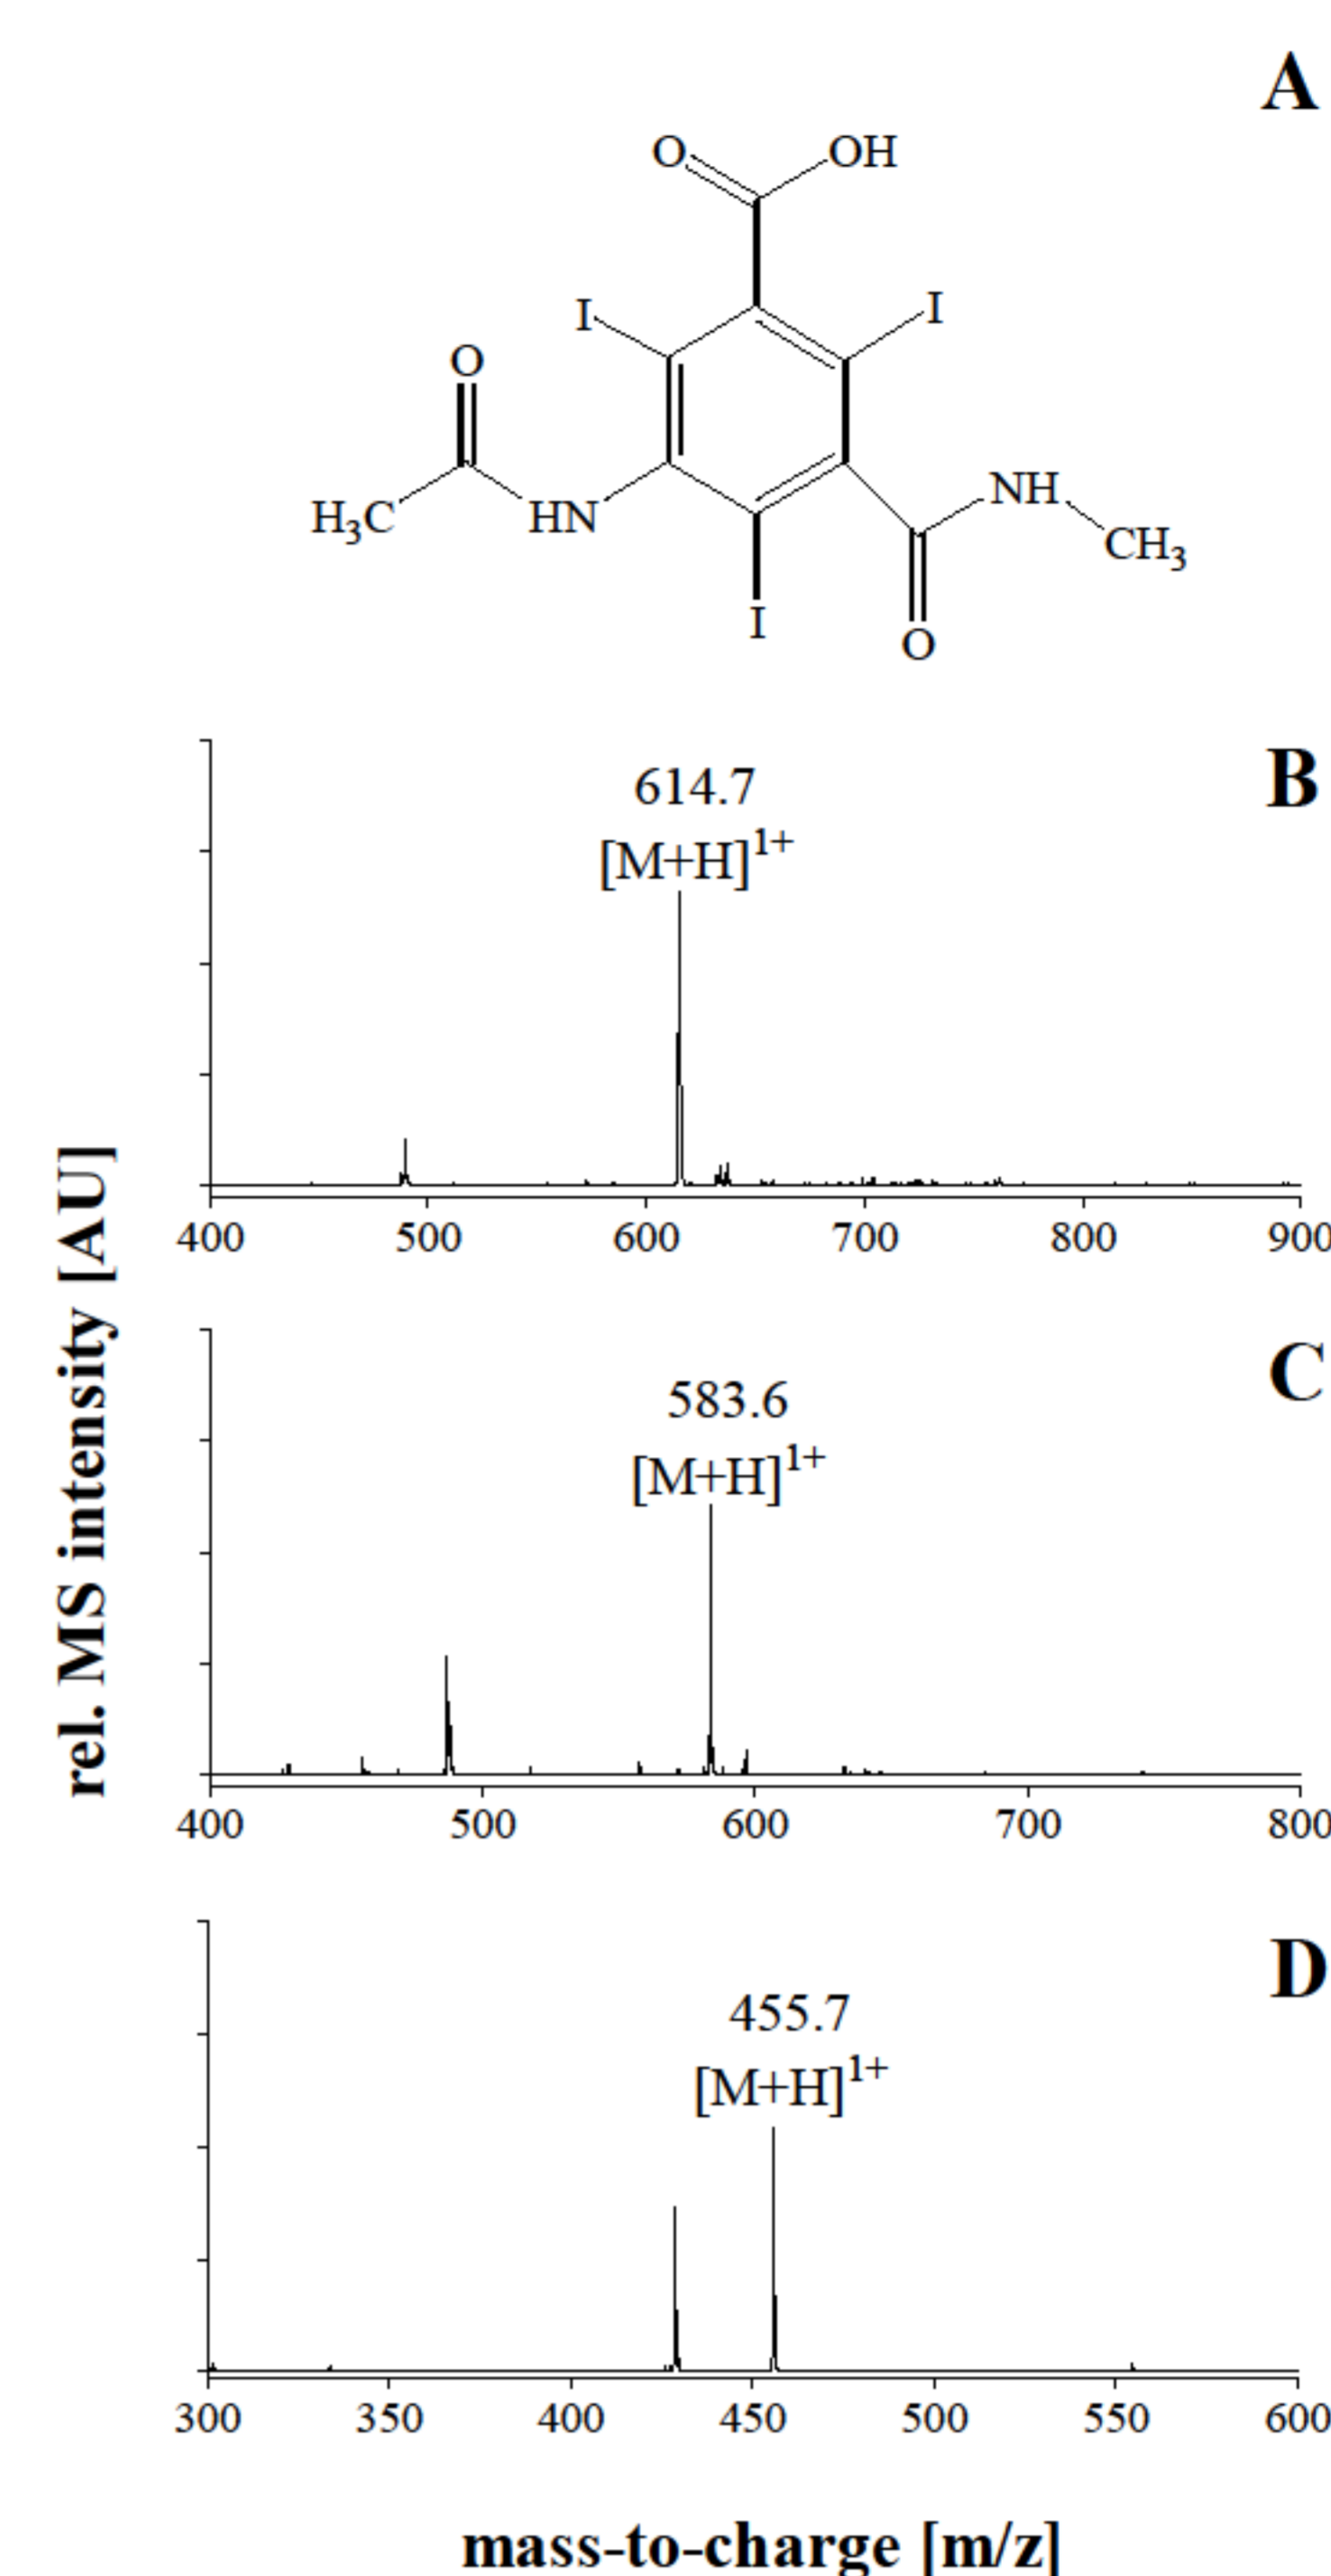 A
O
OH
I
I
O
H₃C
HN
NH
CH₃
I
O
B
614.7
[M+H]¹⁺
400 500 600 700 800 900
C
583.6
[M+H]¹⁺
400 500 600 700 800
D
455.7
[M+H]¹⁺
300 350 400 450 500 550 600
rel. MS intensity [AU]
mass-to-charge [m/z]